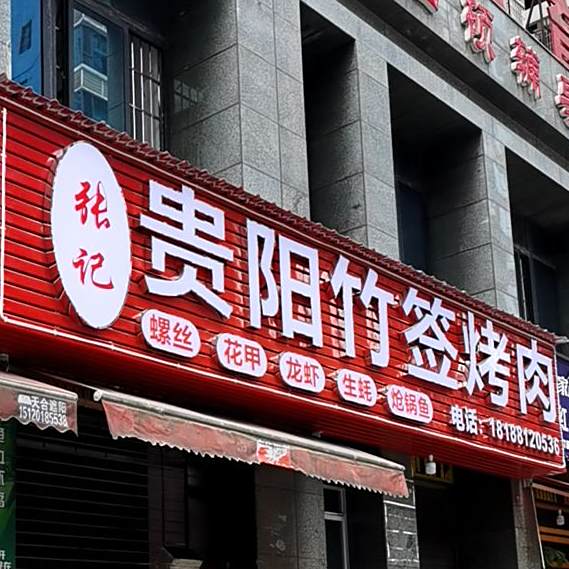 张记
贵阳竹签烤肉
螺丝 花甲 龙虾 生蚝 炝锅鱼
电话：18188120536
天合遮阳
15120185538